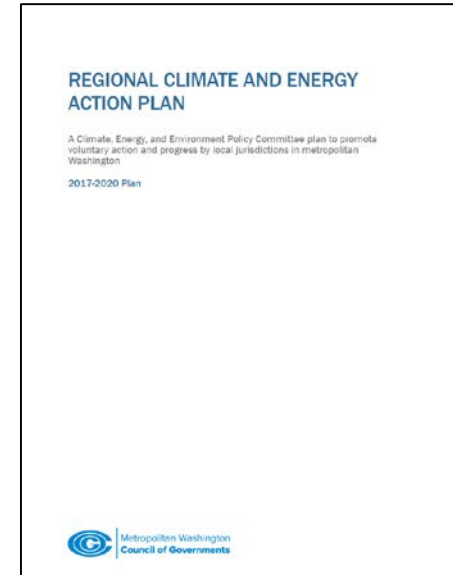 REGIONAL CLIMATE AND ENERGY
ACTION PLAN
A Climate, Energy, and Environment Policy Committee plan to promote
voluntary action and progress by local jurisdictions in metropolitan
Washington
2017-2020 Plan
Metropolitan Washington
Council of Governments